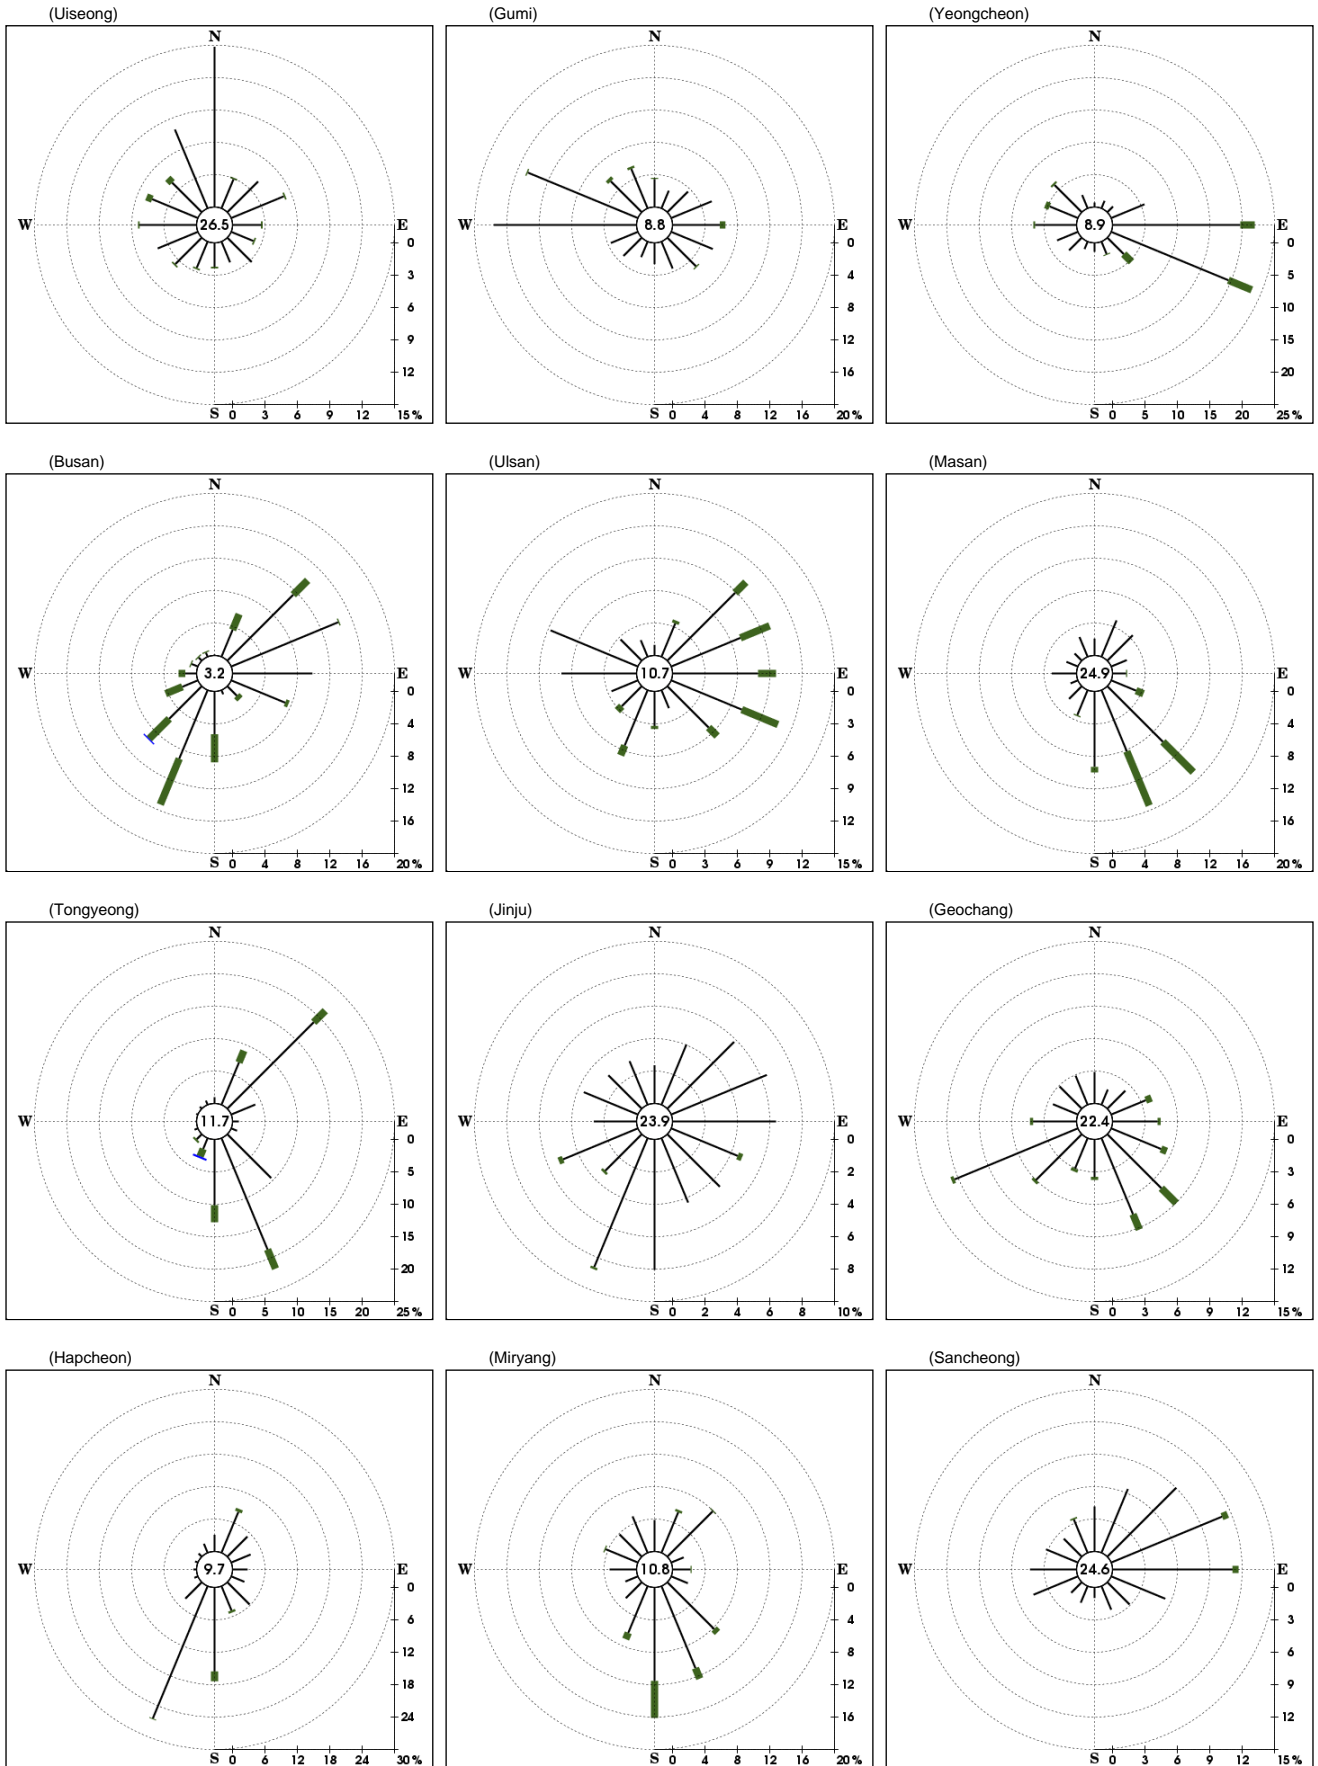 (Uiseong) (Gumi) (Yeongcheon)
N N N
W 26.5 E W 8.8 E W 8.9 E
0 0 0
3 4 5
6 8 10
9 12 15
12 16 20
S 0 3 6 9 12 15% S 0 4 8 12 16 20% S 0 5 10 15 20 25%
(Busan) (Ulsan) (Masan)
N N N
W 3.2 E W 10.7 E W 24.9 E
0 0 0
4 3 4
8 6 8
12 9 12
16 12 16
S 0 4 8 12 16 20% S 0 3 6 9 12 15% S 0 4 8 12 16 20%
(Tongyeong) (Jinju) (Geochang)
N N N
W 11.7 E W 23.9 E W 22.4 E
0 0 0
5 2 3
10 4 6
15 6 9
20 8 12
S 0 5 10 15 20 25% S 0 2 4 6 8 10% S 0 3 6 9 12 15%
(Hapcheon) (Miryang) (Sancheong)
N N N
W 9.7 E W 10.8 E W 24.6 E
0 0 0
6 4 3
12 8 6
18 12 9
24 16 12
S 0 6 12 18 24 30% S 0 4 8 12 16 20% S 0 3 6 9 12 15%